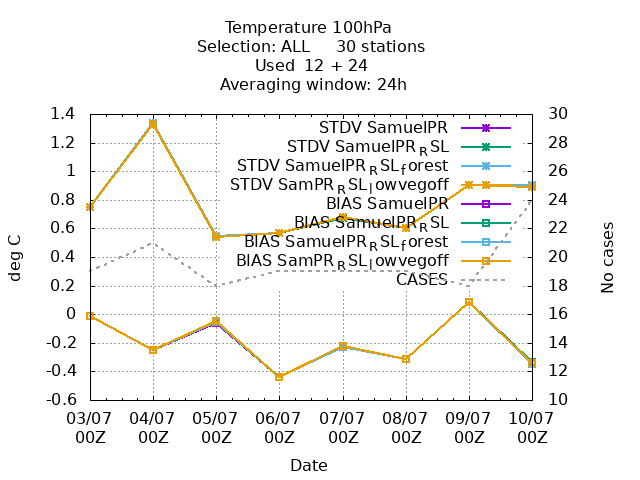 Temperature 100hPa
Selection: ALL 30 stations
Used 12 + 24
Averaging window: 24h
deg C
1.4
1.2
1
0.8
0.6
0.4
0.2
0
-0.2
-0.4
-0.6
STDV SamuelPR
STDV SamuelPR_RSL
STDV SamuelPR_RSL_forest
STDV SamPR_RSL_lowvegoff
BIAS SamuelPR
BIAS SamuelPR_RSL
BIAS SamuelPR_RSL_forest
BIAS SamPR_RSL_lowvegoff
CASES
30
28
26
24
22
20
18
16
14
12
10
No cases
03/07 04/07 05/07 06/07 07/07 08/07 09/07 10/07
00Z 00Z 00Z 00Z 00Z 00Z 00Z 00Z
Date